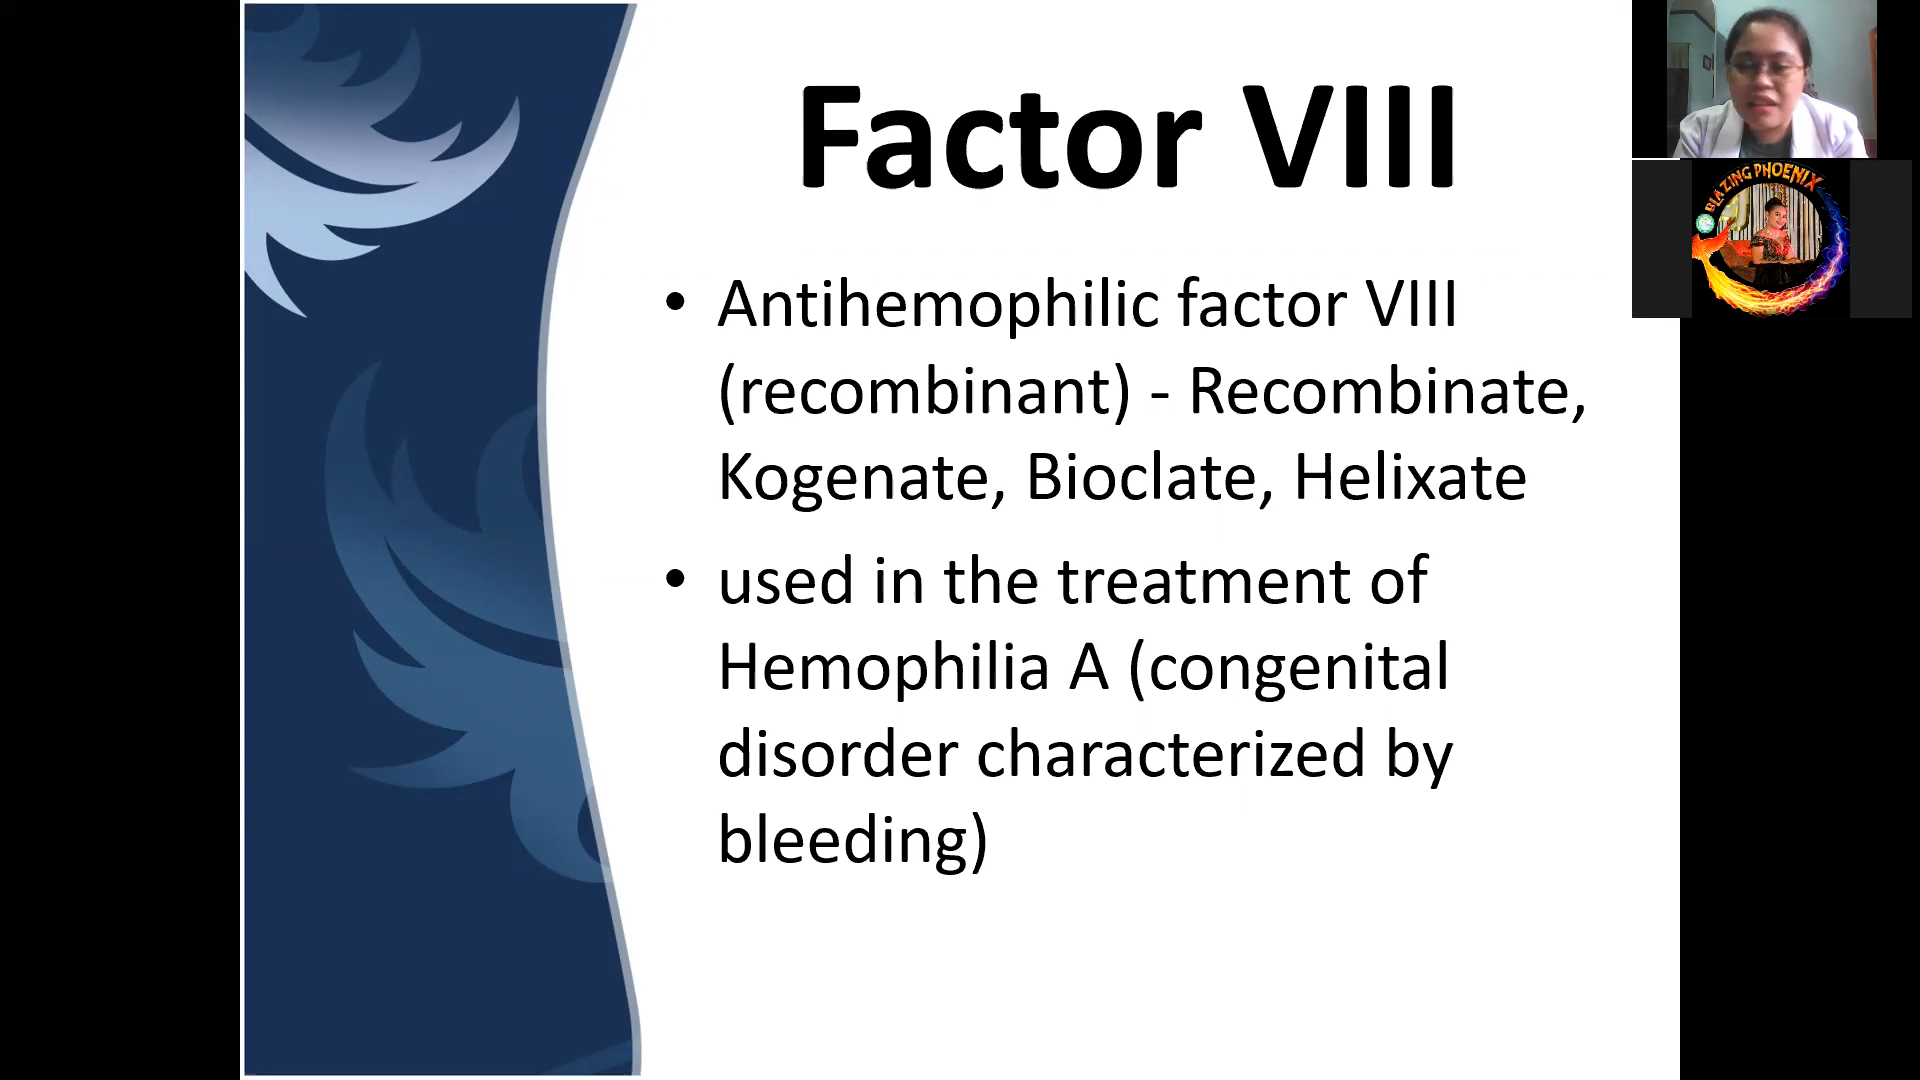 Factor VIII
• Antihemophilic factor VIII
(recombinant) - Recombinate,
Kogenate, Bioclate, Helixate
• used in the treatment of
Hemophilia A (congenital
disorder characterized by
bleeding)
BLAZING PHOENIX